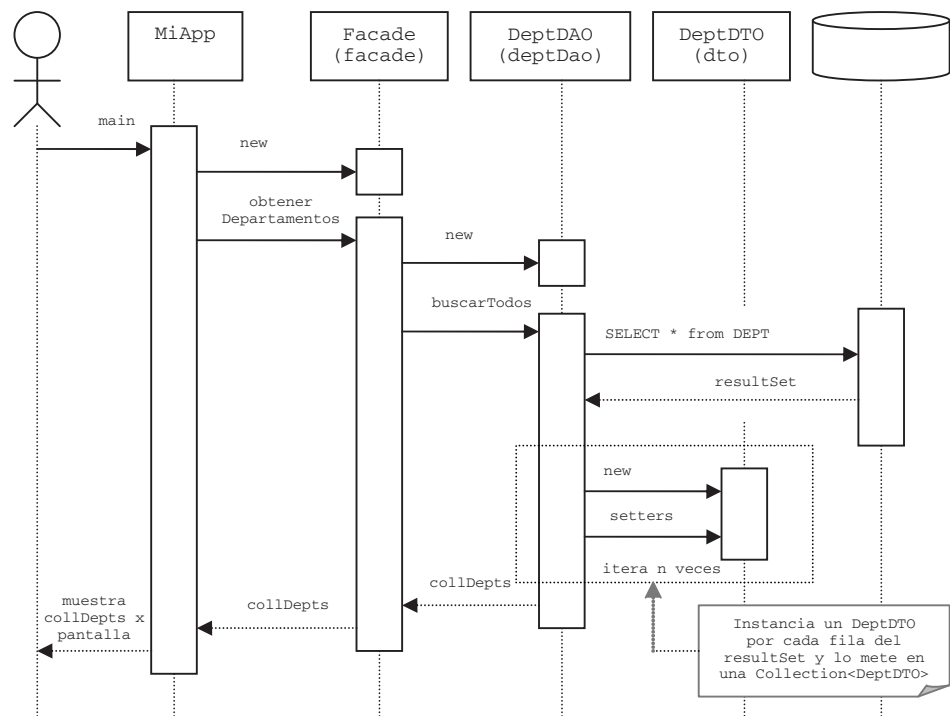 MiApp
Facade
(facade)
DeptDAO
(deptDao)
DeptDTO
(dto)
main
new
obtener
Departamentos
new
buscarTodos
SELECT * from DEPT
resultSet
new
setters
itera n veces
collDepts
collDepts
muestra
collDepts x
pantalla
Instancia un DeptDTO
por cada fila del
resultSet y lo mete en
una Collection<DeptDTO>